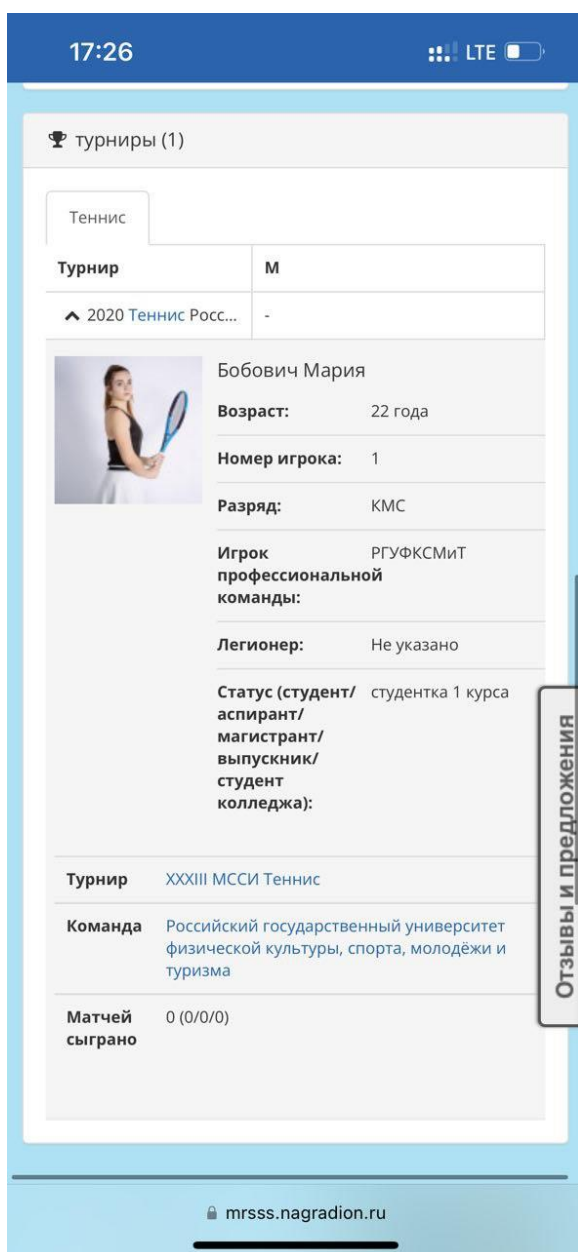 17:26
LTE
турниры (1)
Теннис
Турнир М
2020 Теннис Росс... -
Бобович Мария
Возраст: 22 года
Номер игрока: 1
Разряд: КМС
Игрок РГУФКСМиТ
профессиональной
команды:
Легионер: Не указано
Статус (студент/ студентка 1 курса
аспирант/
магистрант/
выпускник/
студент
колледжа):
Турнир XXXIII МССИ Теннис
Команда Российский государственный университет
физической культуры, спорта, молодёжи и
туризма
Матчей 0 (0/0/0)
сыграно
Отзывы и предложения
mrsss.nagradion.ru